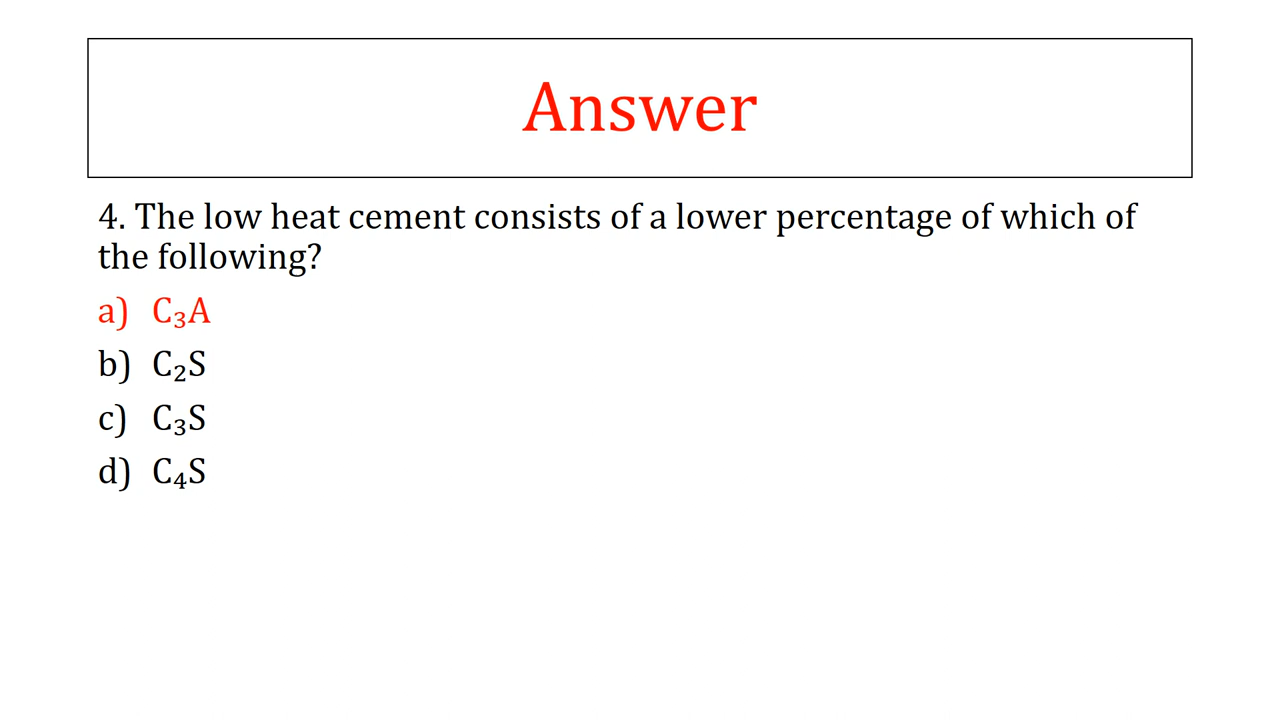 Answer
4. The low heat cement consists of a lower percentage of which of
the following?
a) C₃A
b) C₂S
c) C₃S
d) C₄S